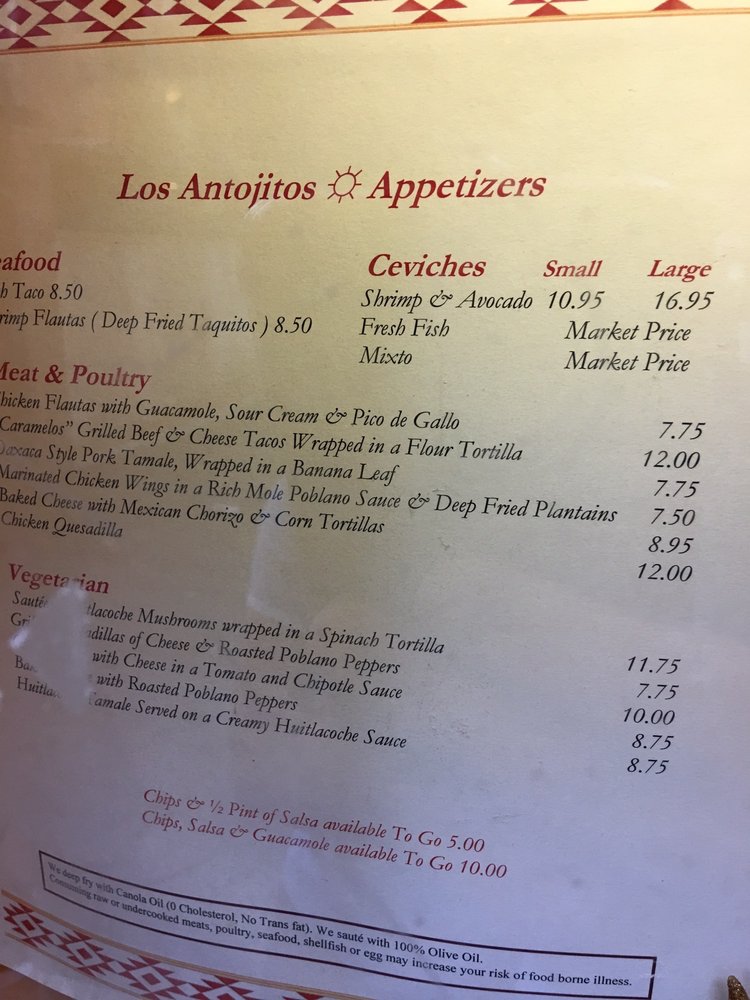 Los Antojitos Appetizers
eafood
h Taco 8.50
rimp Flautas ( Deep Fried Taquitos ) 8.50
Ceviches Small Large
Shrimp & Avocado 10.95 16.95
Fresh Fish Market Price
Mixto Market Price
Meat & Poultry
hicken Flautas with Guacamole, Sour Cream & Pico de Gallo 7.75
Caramelos" Grilled Beef & Cheese Tacos Wrapped in a Flour Tortilla 12.00
Oaxaca Style Pork Tamale, Wrapped in a Banana Leaf 7.75
Marinated Chicken Wings in a Rich Mole Poblano Sauce & Deep Fried Plantains 7.50
Baked Cheese with Mexican Chorizo & Corn Tortillas 8.95
Chicken Quesadilla 12.00
Vegetarian
tlacoche Mushrooms wrapped in a Spinach Tortilla 11.75
adillas of Cheese & Roasted Poblano Peppers 7.75
with Cheese in a Tomato and Chipotle Sauce 10.00
with Roasted Poblano Peppers 8.75
Tamale Served on a Creamy Huitlacoche Sauce 8.75
Chips & ½ Pint of Salsa available To Go 5.00
Chips, Salsa & Guacamole available To Go 10.00
We deep fry with Canola Oil (0 Cholesterol, No Trans fat). We sauté with 100% Olive Oil.
Consuming raw or undercooked meats, poultry, seafood, shellfish or egg may increase your risk of food borne illness.